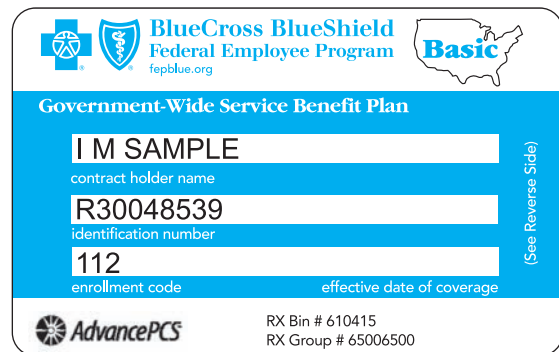 BlueCross BlueShield
Federal Employee Program
fepblue.org
Basic
Government-Wide Service Benefit Plan
I M SAMPLE
contract holder name
R30048539
identification number
112
enrollment code
effective date of coverage
(See Reverse Side)
AdvancePCS
RX Bin # 610415
RX Group # 65006500